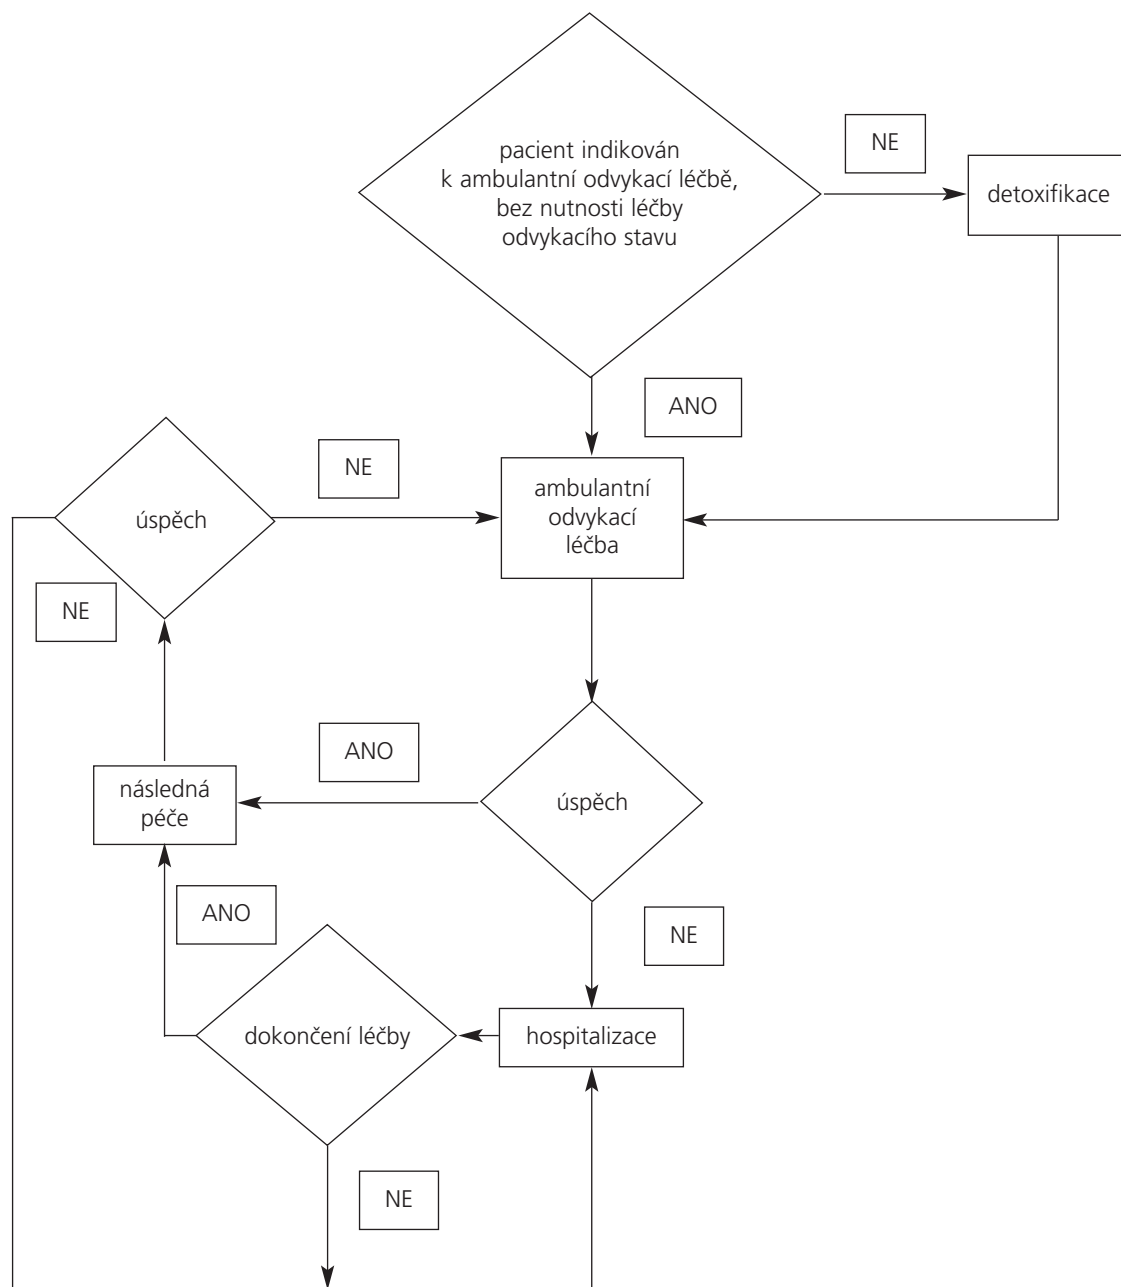 pacient indikován
k ambulantní odvykací léčbě,
bez nutnosti léčby
odvykacího stavu
NE
detoxifikace
ANO
úspěch
NE
ambulantní
odvykací
léčba
NE
ANO
následná
péče
úspěch
ANO
NE
dokončení léčby
hospitalizace
NE